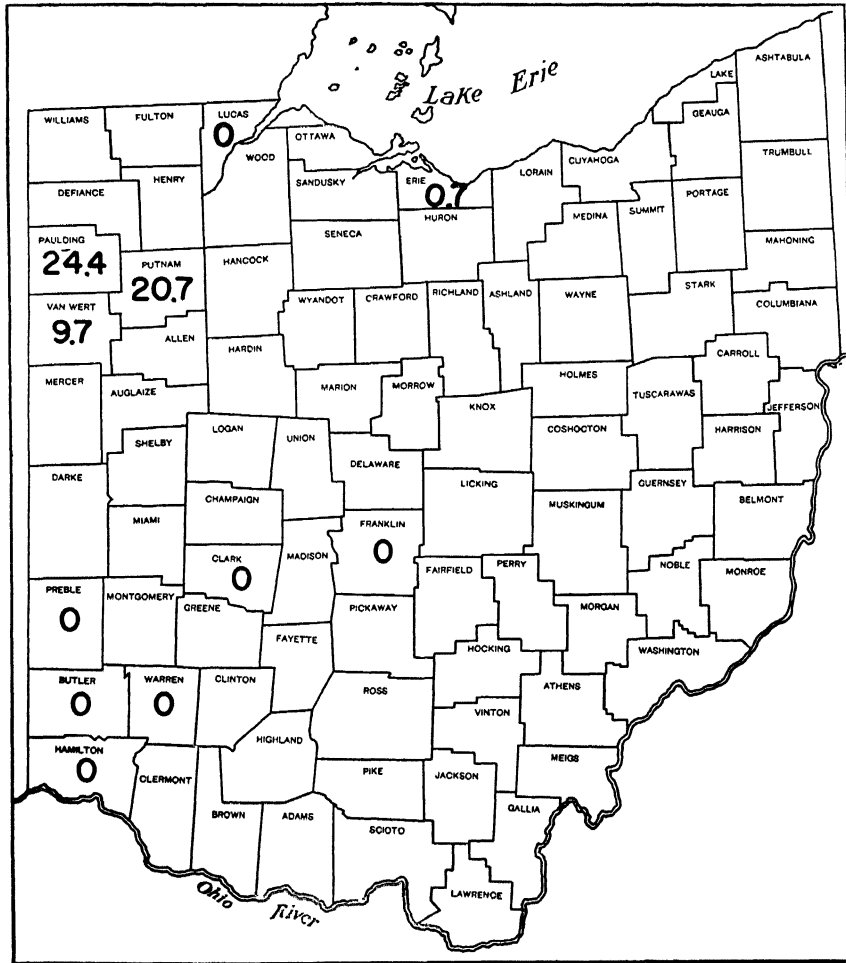 Lake Erie
ASHTABULA
LAKE
GEAUGA
WILLIAMS
FULTON
LUCAS
0
OTTAWA
WOOD
CUYAHOGA
TRUMBULL
DEFIANCE
HENRY
SANDUSKY
ERIE
0.7
LORAIN
PORTAGE
SUMMIT
MEDINA
HURON
SENECA
MAHONING
PAULDING
24.4
PUTNAM
20.7
HANCOCK
WYANDOT
CRAWFORD
RICHLAND
ASHLAND
WAYNE
STARK
COLUMBIANA
VAN WERT
9.7
ALLEN
HARDIN
CARROLL
MERCER
AUGLAIZE
MARION
MORROW
KNOX
HOLMES
TUSCARAWAS
JEFFERSON
HARRISON
COSHOCTON
LOGAN
UNION
SHELBY
DELAWARE
DARKE
LICKING
GUERNSEY
BELMONT
CHAMPAIGN
MUSKINGUM
MIAMI
FRANKLIN
0
CLARK
0
MADISON
FAIRFIELD
PERRY
NOBLE
MONROE
PREBLE
0
MONTGOMERY
GREENE
PICKAWAY
MORGAN
FAYETTE
HOCKING
WASHINGTON
BUTLER
0
WARREN
0
CLINTON
ROSS
ATHENS
VINTON
HIGHLAND
HAMILTON
0
CLERMONT
PIKE
JACKSON
MEIGS
GALLIA
BROWN
ADAMS
SCIOTO
LAWRENCE
Ohio River